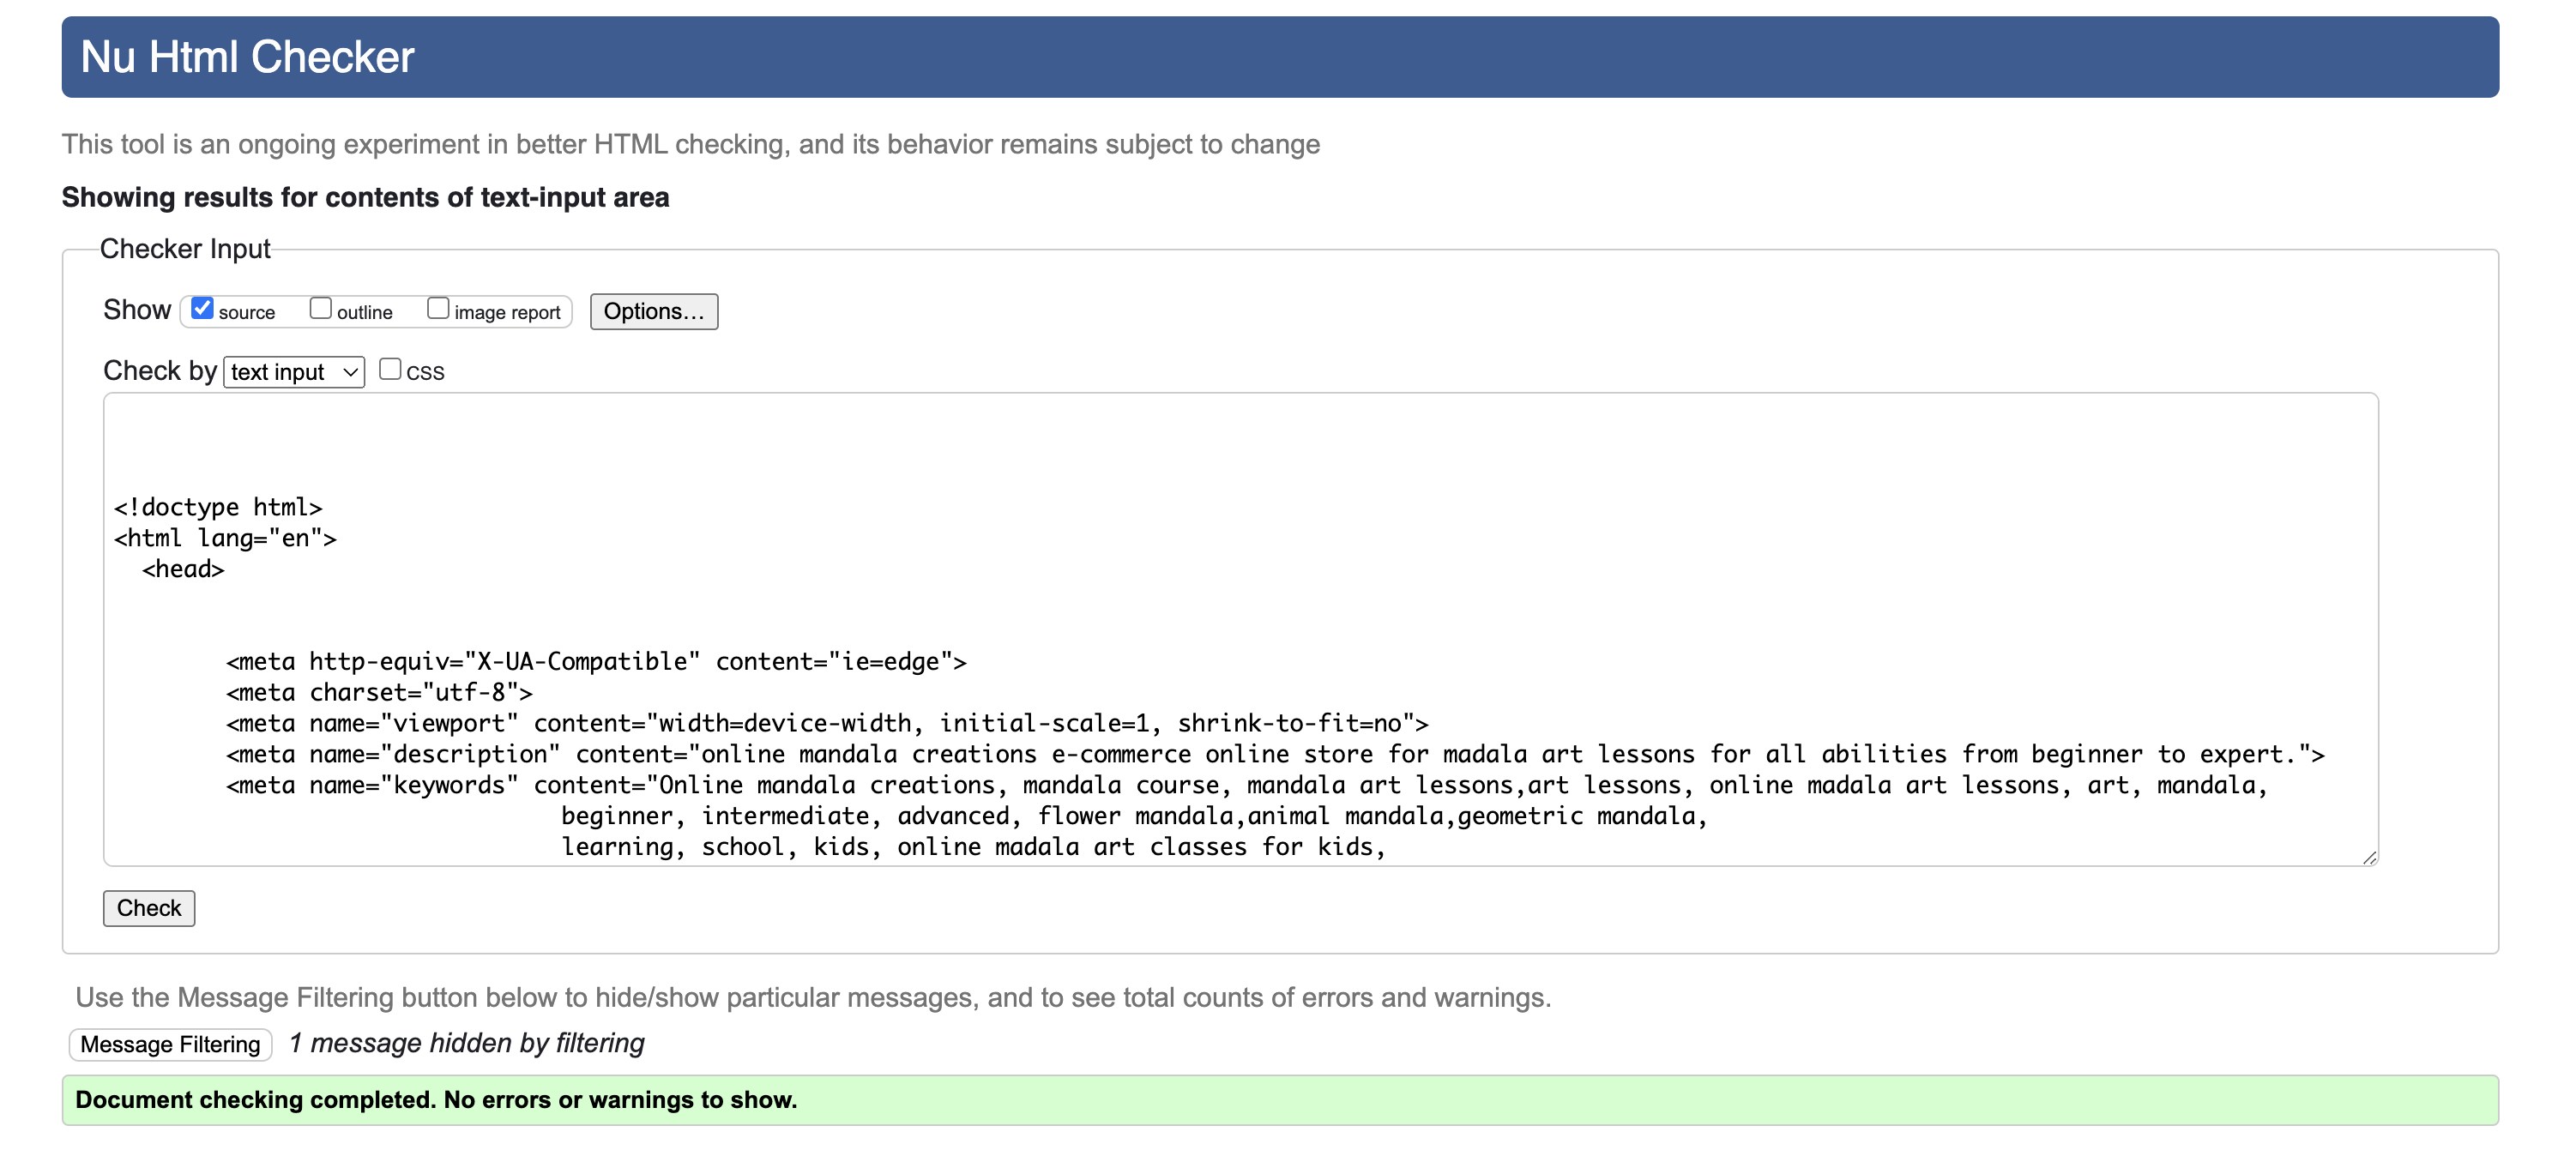 Nu Html Checker
This tool is an ongoing experiment in better HTML checking, and its behavior remains subject to change
Showing results for contents of text-input area
Checker Input
Show source outline image report Options...
Check by text input CSS
<!doctype html>
<html lang="en">
<head>
<meta http-equiv="X-UA-Compatible" content="ie=edge">
<meta charset="utf-8">
<meta name="viewport" content="width=device-width, initial-scale=1, shrink-to-fit=no">
<meta name="description" content="online mandala creations e-commerce online store for madala art lessons for all abilities from beginner to expert.">
<meta name="keywords" content="Online mandala creations, mandala course, mandala art lessons,art lessons, online madala art lessons, art, mandala,
beginner, intermediate, advanced, flower mandala,animal mandala,geometric mandala,
learning, school, kids, online madala art classes for kids,
Check
Use the Message Filtering button below to hide/show particular messages, and to see total counts of errors and warnings.
Message Filtering 1 message hidden by filtering
Document checking completed. No errors or warnings to show.